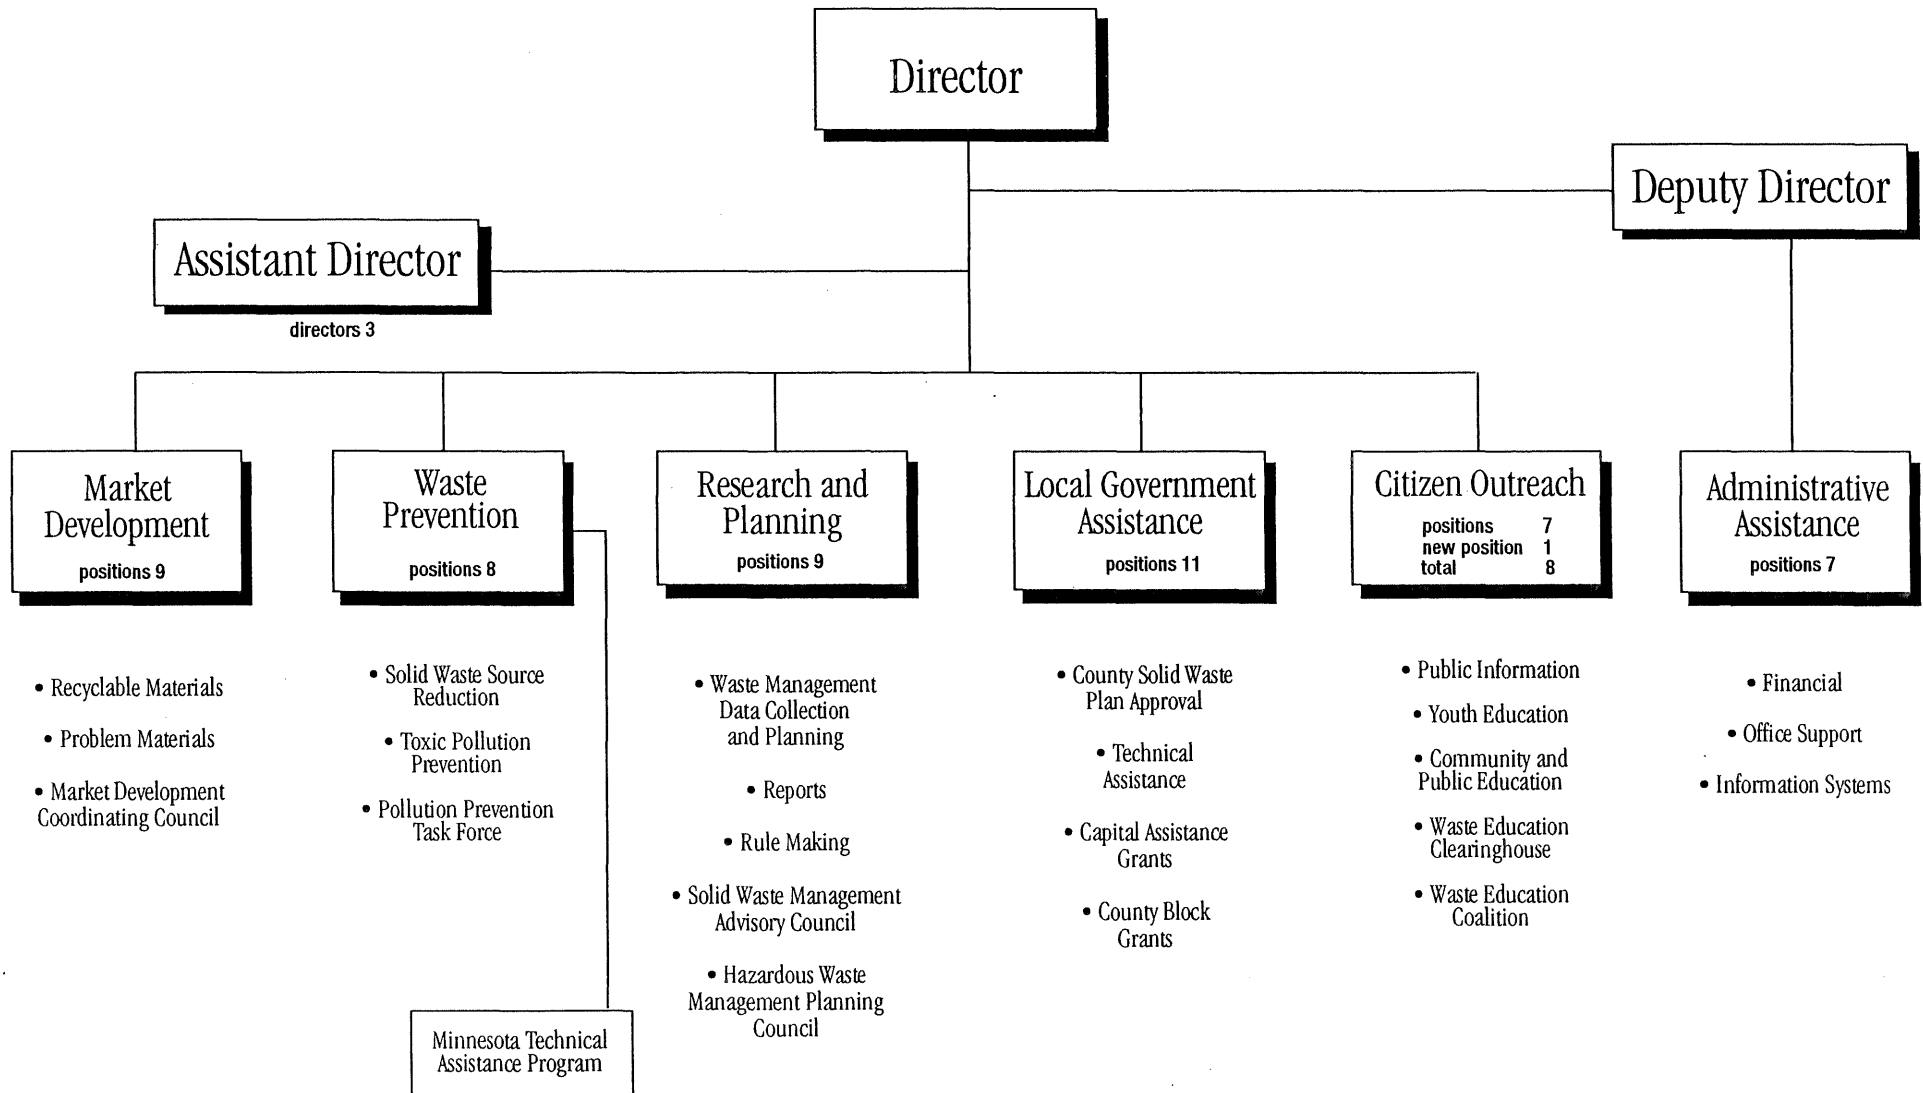 Director
Deputy Director
Assistant Director
directors 3
Market
Development
positions 9
Waste
Prevention
positions 8
Research and
Planning
positions 9
Local Government
Assistance
positions 11
Citizen Outreach
positions 7
new position 1
total 8
Administrative
Assistance
positions 7
• Recyclable Materials
• Problem Materials
• Market Development
Coordinating Council
• Solid Waste Source
Reduction
• Toxic Pollution
Prevention
• Pollution Prevention
Task Force
• Waste Management
Data Collection
and Planning
• Reports
• Rule Making
• Solid Waste Management
Advisory Council
• Hazardous Waste
Management Planning
Council
• County Solid Waste
Plan Approval
• Technical
Assistance
• Capital Assistance
Grants
• County Block
Grants
• Public Information
• Youth Education
• Community and
Public Education
• Waste Education
Clearinghouse
• Waste Education
Coalition
• Financial
• Office Support
• Information Systems
Minnesota Technical
Assistance Program